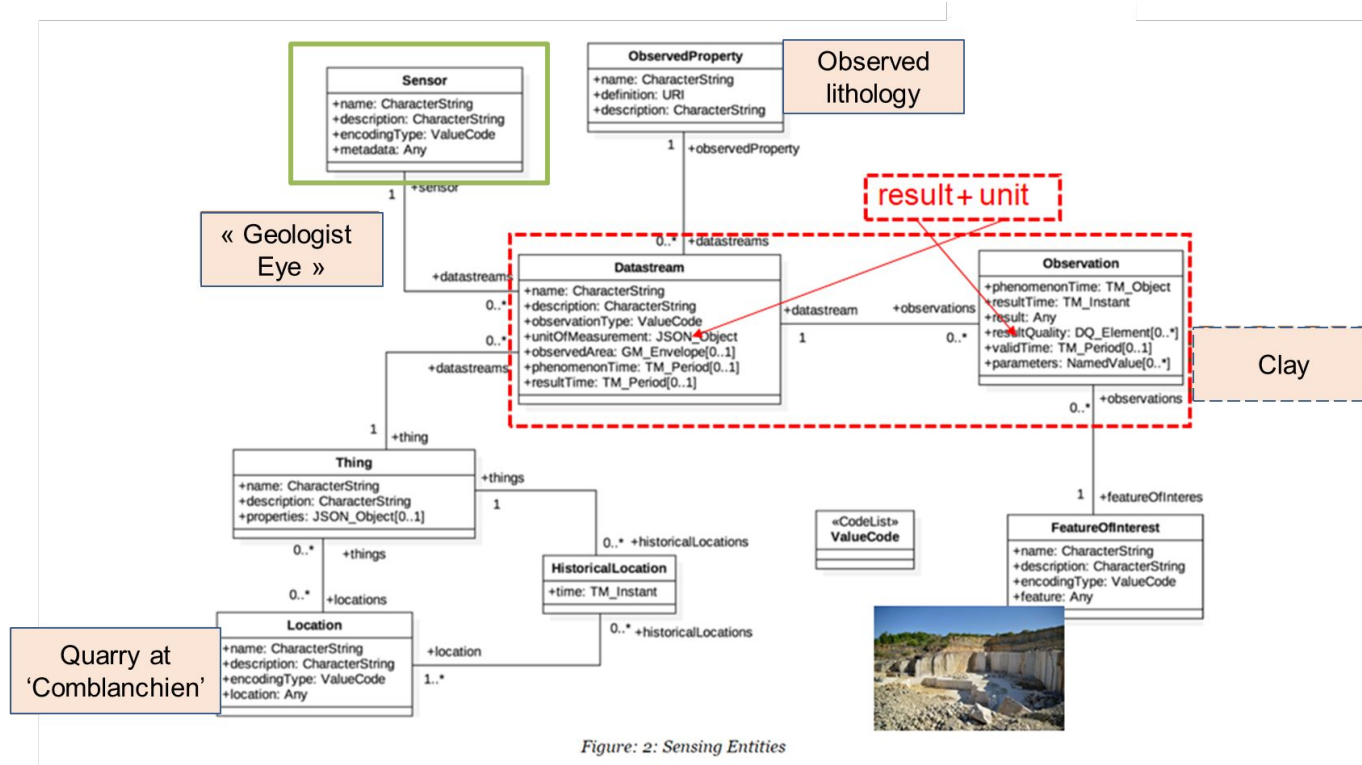 Sensor
+name: CharacterString
+description: CharacterString
+encodingType: ValueCode
+metadata: Any
1
+sensor
ObservedProperty
+name: CharacterString
+definition: URI
+description: CharacterString
1
+observedProperty
Observed
lithology
result+ unit
« Geologist
Eye »
0..*
+datastreams
+datastreams
0..*
Datastream
+name: CharacterString
+description: CharacterString
+observationType: ValueCode
+unitOfMeasurement: JSON_Object
+observedArea: GM_Envelope[0..1]
+phenomenonTime: TM_Period[0..1]
+resultTime: TM_Period[0..1]
+datastream
1
+observations
0..*
Observation
+phenomenonTime: TM_Object
+resultTime: TM_Instant
+result: Any
+resultQuality: DQ_Element[0..*]
+validTime: TM_Period[0..1]
+parameters: NamedValue[0..*]
Clay
0..*
+datastreams
1
+thing
+observations
0..*
Thing
+name: CharacterString
+description: CharacterString
+properties: JSON_Object[0..1]
+things
1
0..*
+things
0..*
+locations
0..*
+historicalLocations
HistoricalLocation
+time: TM_Instant
0..*
+historicalLocations
«CodeList»
ValueCode
1
+featureOfInteres
FeatureOfInterest
+name: CharacterString
+description: CharacterString
+encodingType: ValueCode
+feature: Any
Quarry at
‘Comblanchien’
Location
+name: CharacterString
+description: CharacterString
+encodingType: ValueCode
+location: Any
+location
1..*
Figure: 2: Sensing Entities